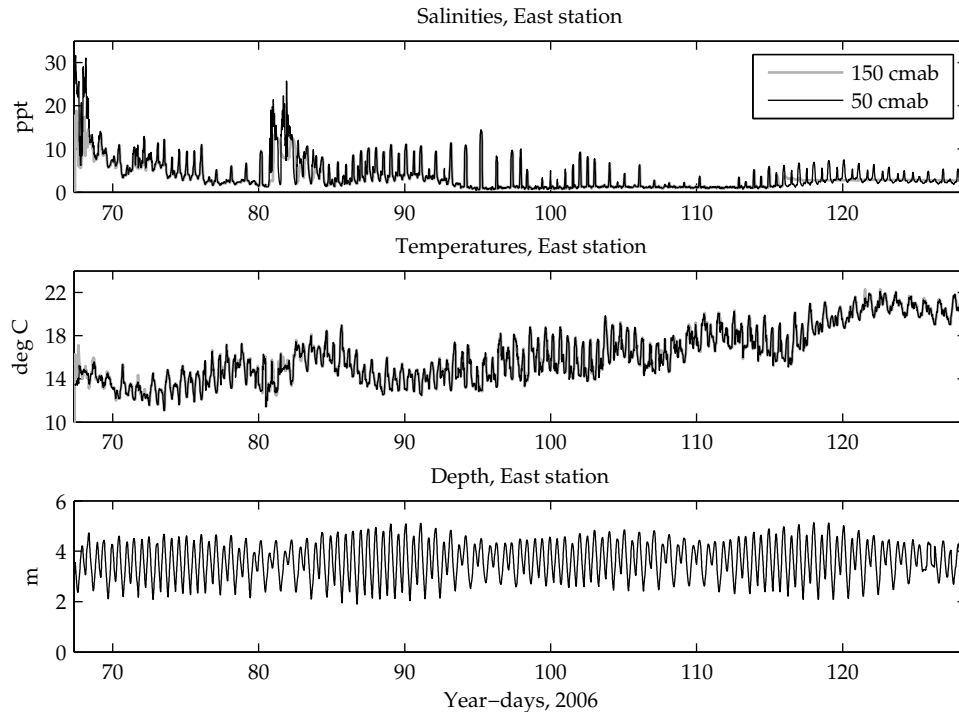 Salinities, East station
30
20
10
0
ppt
150 cmab
50 cmab
70 80 90 100 110 120
Temperatures, East station
22
18
14
10
deg C
70 80 90 100 110 120
Depth, East station
6
4
2
0
m
70 80 90 100 110 120
Year−days, 2006